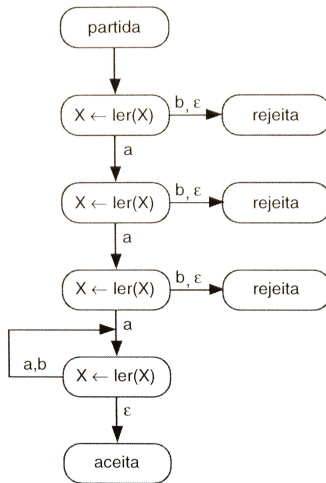 partida
X ← ler(X)
b, ε
rejeita
a
X ← ler(X)
b, ε
rejeita
a
X ← ler(X)
b, ε
rejeita
a
a,b
X ← ler(X)
ε
aceita